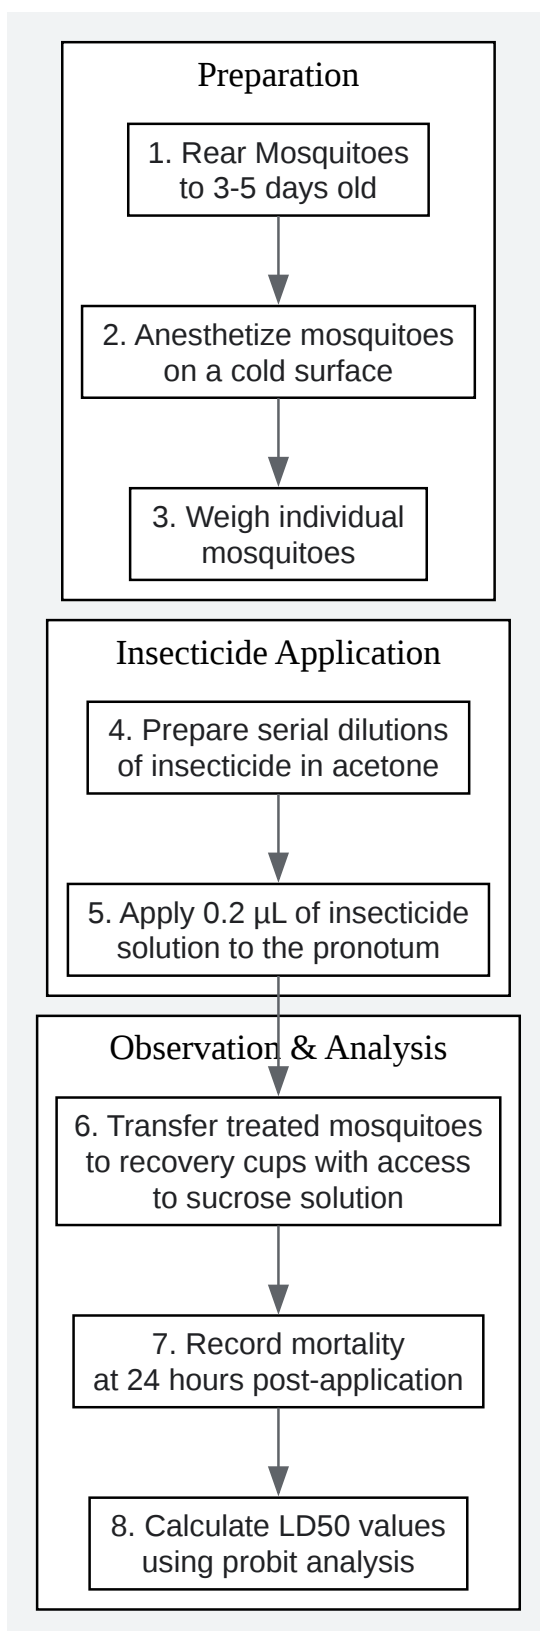 Preparation
1. Rear Mosquitoes
to 3-5 days old
2. Anesthetize mosquitoes
on a cold surface
3. Weigh individual
mosquitoes
Insecticide Application
4. Prepare serial dilutions
of insecticide in acetone
5. Apply 0.2 µL of insecticide
solution to the pronotum
Observation & Analysis
6. Transfer treated mosquitoes
to recovery cups with access
to sucrose solution
7. Record mortality
at 24 hours post-application
8. Calculate LD50 values
using probit analysis